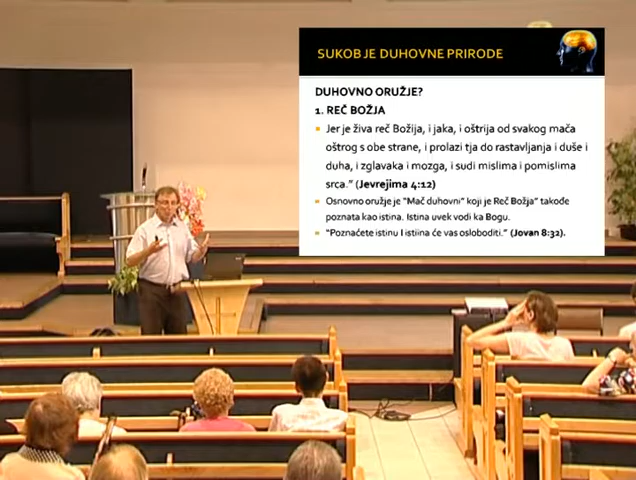 SUKOB JE DUHOVNE PRIRODE
DUHOVNO ORUŽJE?
1. REČ BOŽJA
Jer je živa reč Božija, i jaka, i oštrija od svakog mača
oštrog s obe strane, i prolazi tja do rastavljanja i duše i
duha, i zglavaka i mozga, i sudi mislima i pomislima
srca." (Jevrejima 4:12)
Osnovno oružje je "Mač duhovni" koji je Reč Božja" takođe
poznata kao istina. Istina uvek vodi ka Bogu.
"Poznaćete istinu I istiina će vas osloboditi." (Jovan 8:32).